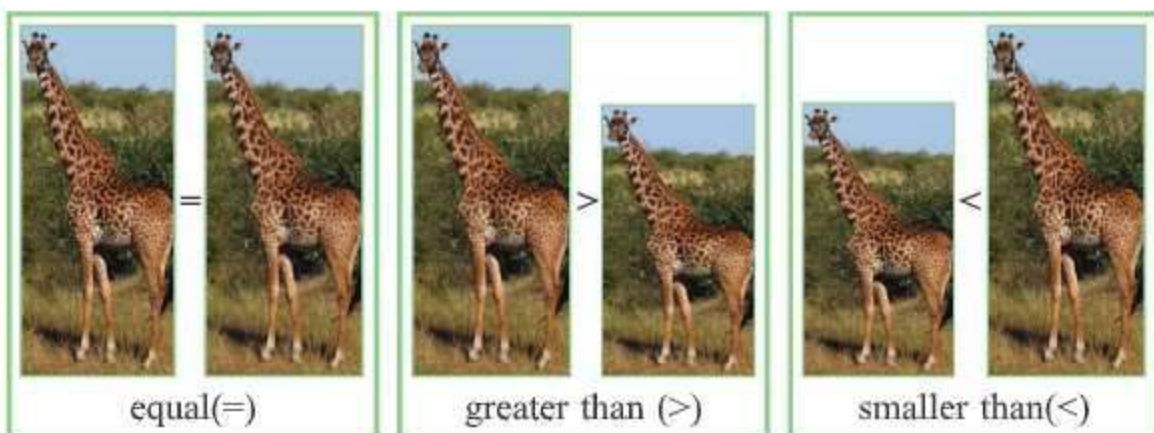 =
>
<
equal(=)
greater than (>)
smaller than(<)